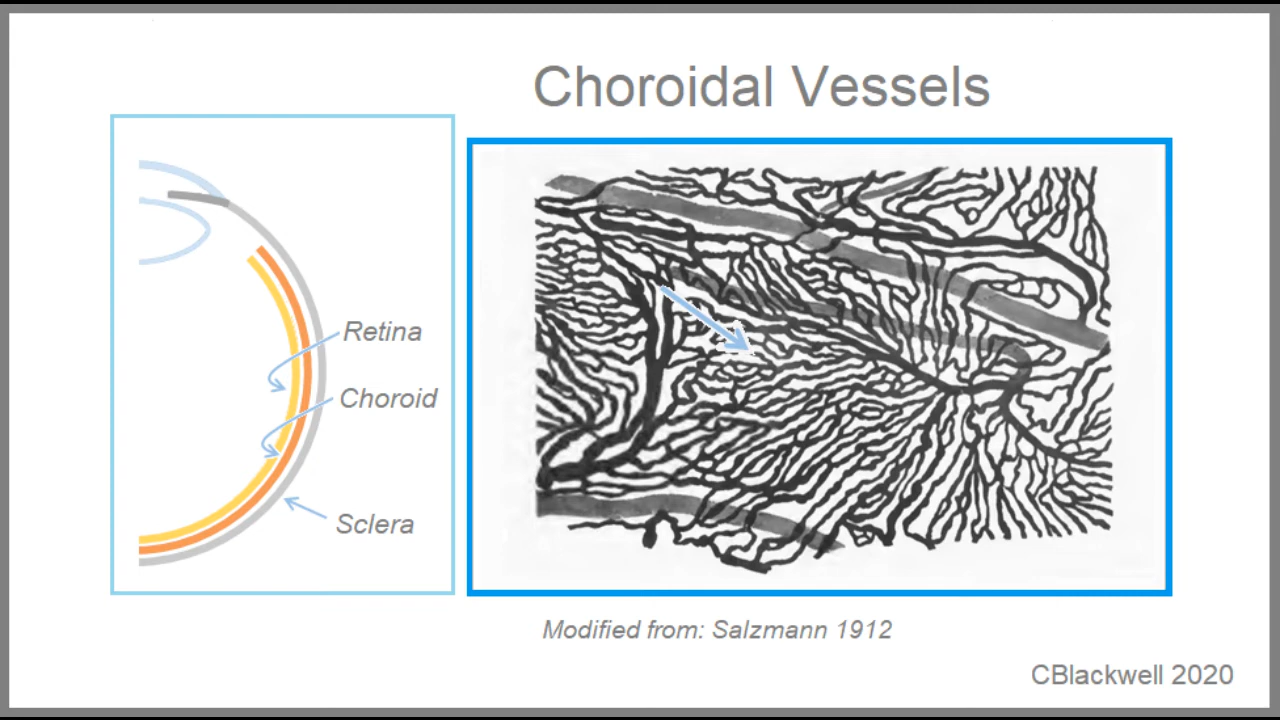 Choroidal Vessels
Retina
Choroid
Sclera
Modified from: Salzmann 1912
CBlackwell 2020